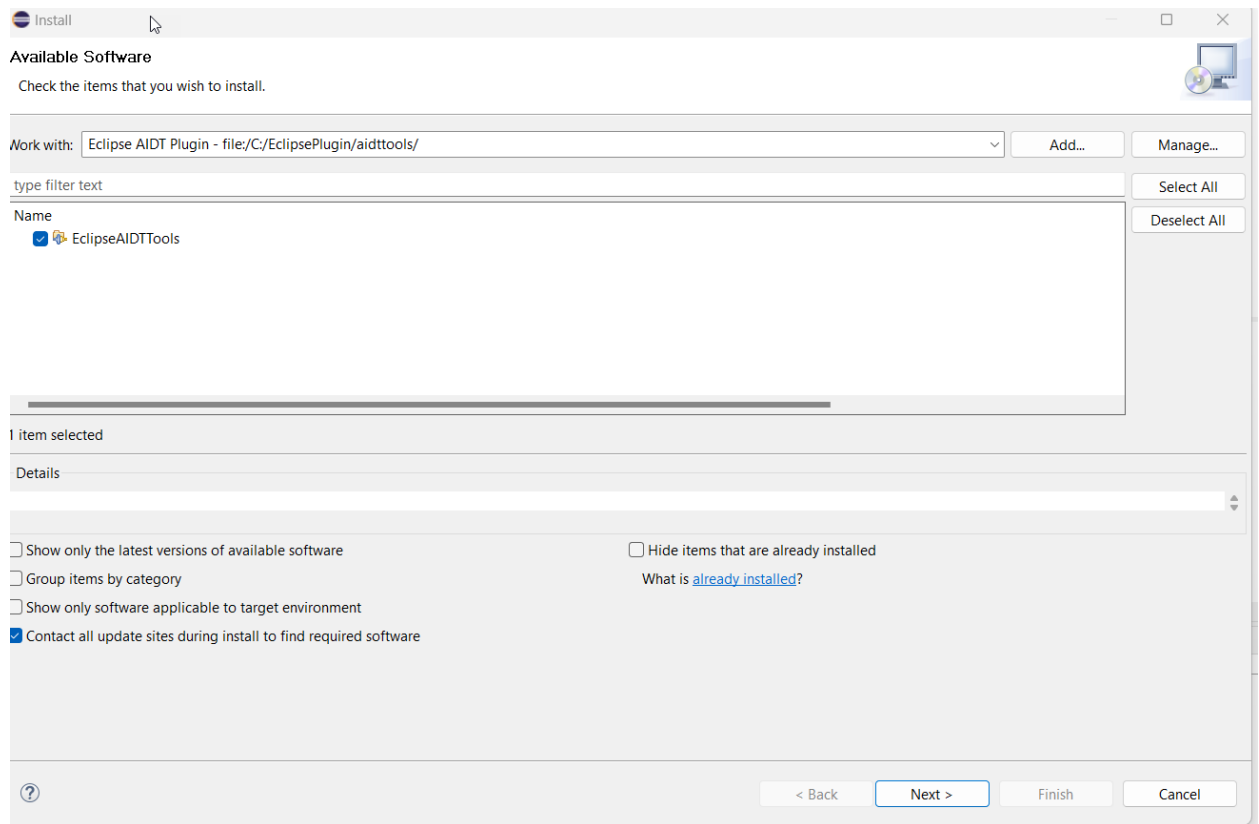 Install
Available Software
Check the items that you wish to install.
Work with: Eclipse AIDT Plugin - file:/C:/EclipsePlugin/aidttools/ Add... Manage...
type filter text Select All
Name Deselect All
EclipseAIDTTools
1 item selected
Details
Show only the latest versions of available software Hide items that are already installed
Group items by category What is already installed?
Show only software applicable to target environment
Contact all update sites during install to find required software
? < Back Next > Finish Cancel